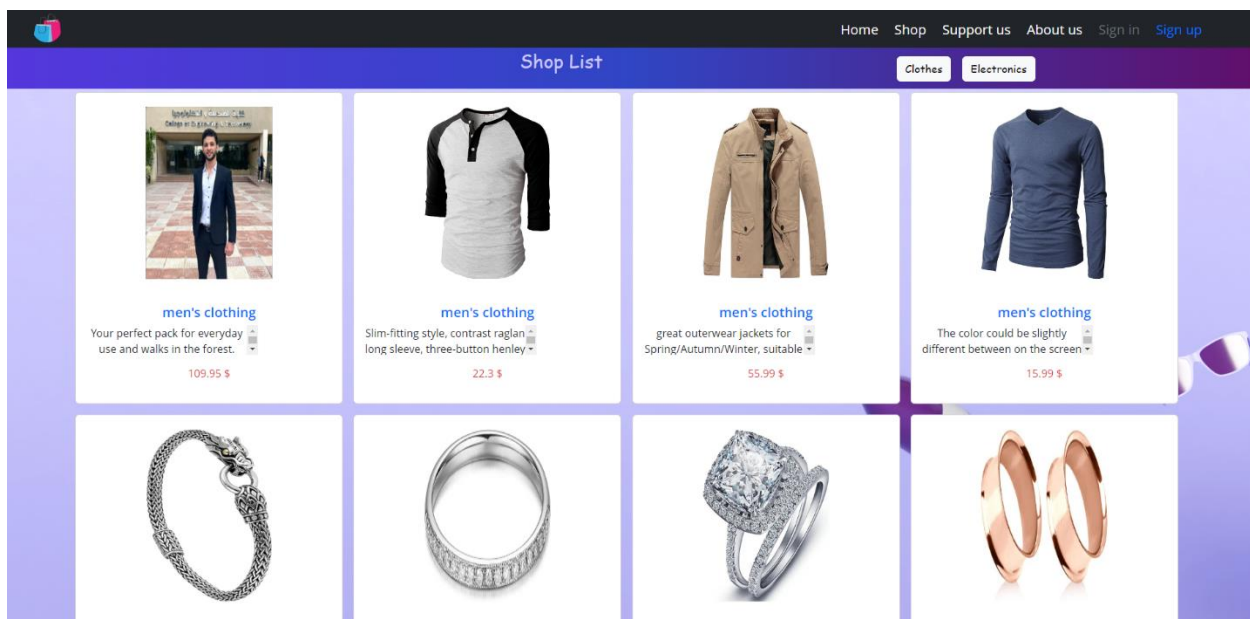 Home Shop Support us About us Sign in Sign up
Shop List
Clothes Electronics
men's clothing
Your perfect pack for everyday
use and walks in the forest.
109.95 $
men's clothing
Slim-fitting style, contrast raglan
long sleeve, three-button henley
22.3 $
men's clothing
great outerwear jackets for
Spring/Autumn/Winter, suitable
55.99 $
men's clothing
The color could be slightly
different between on the screen
15.99 $